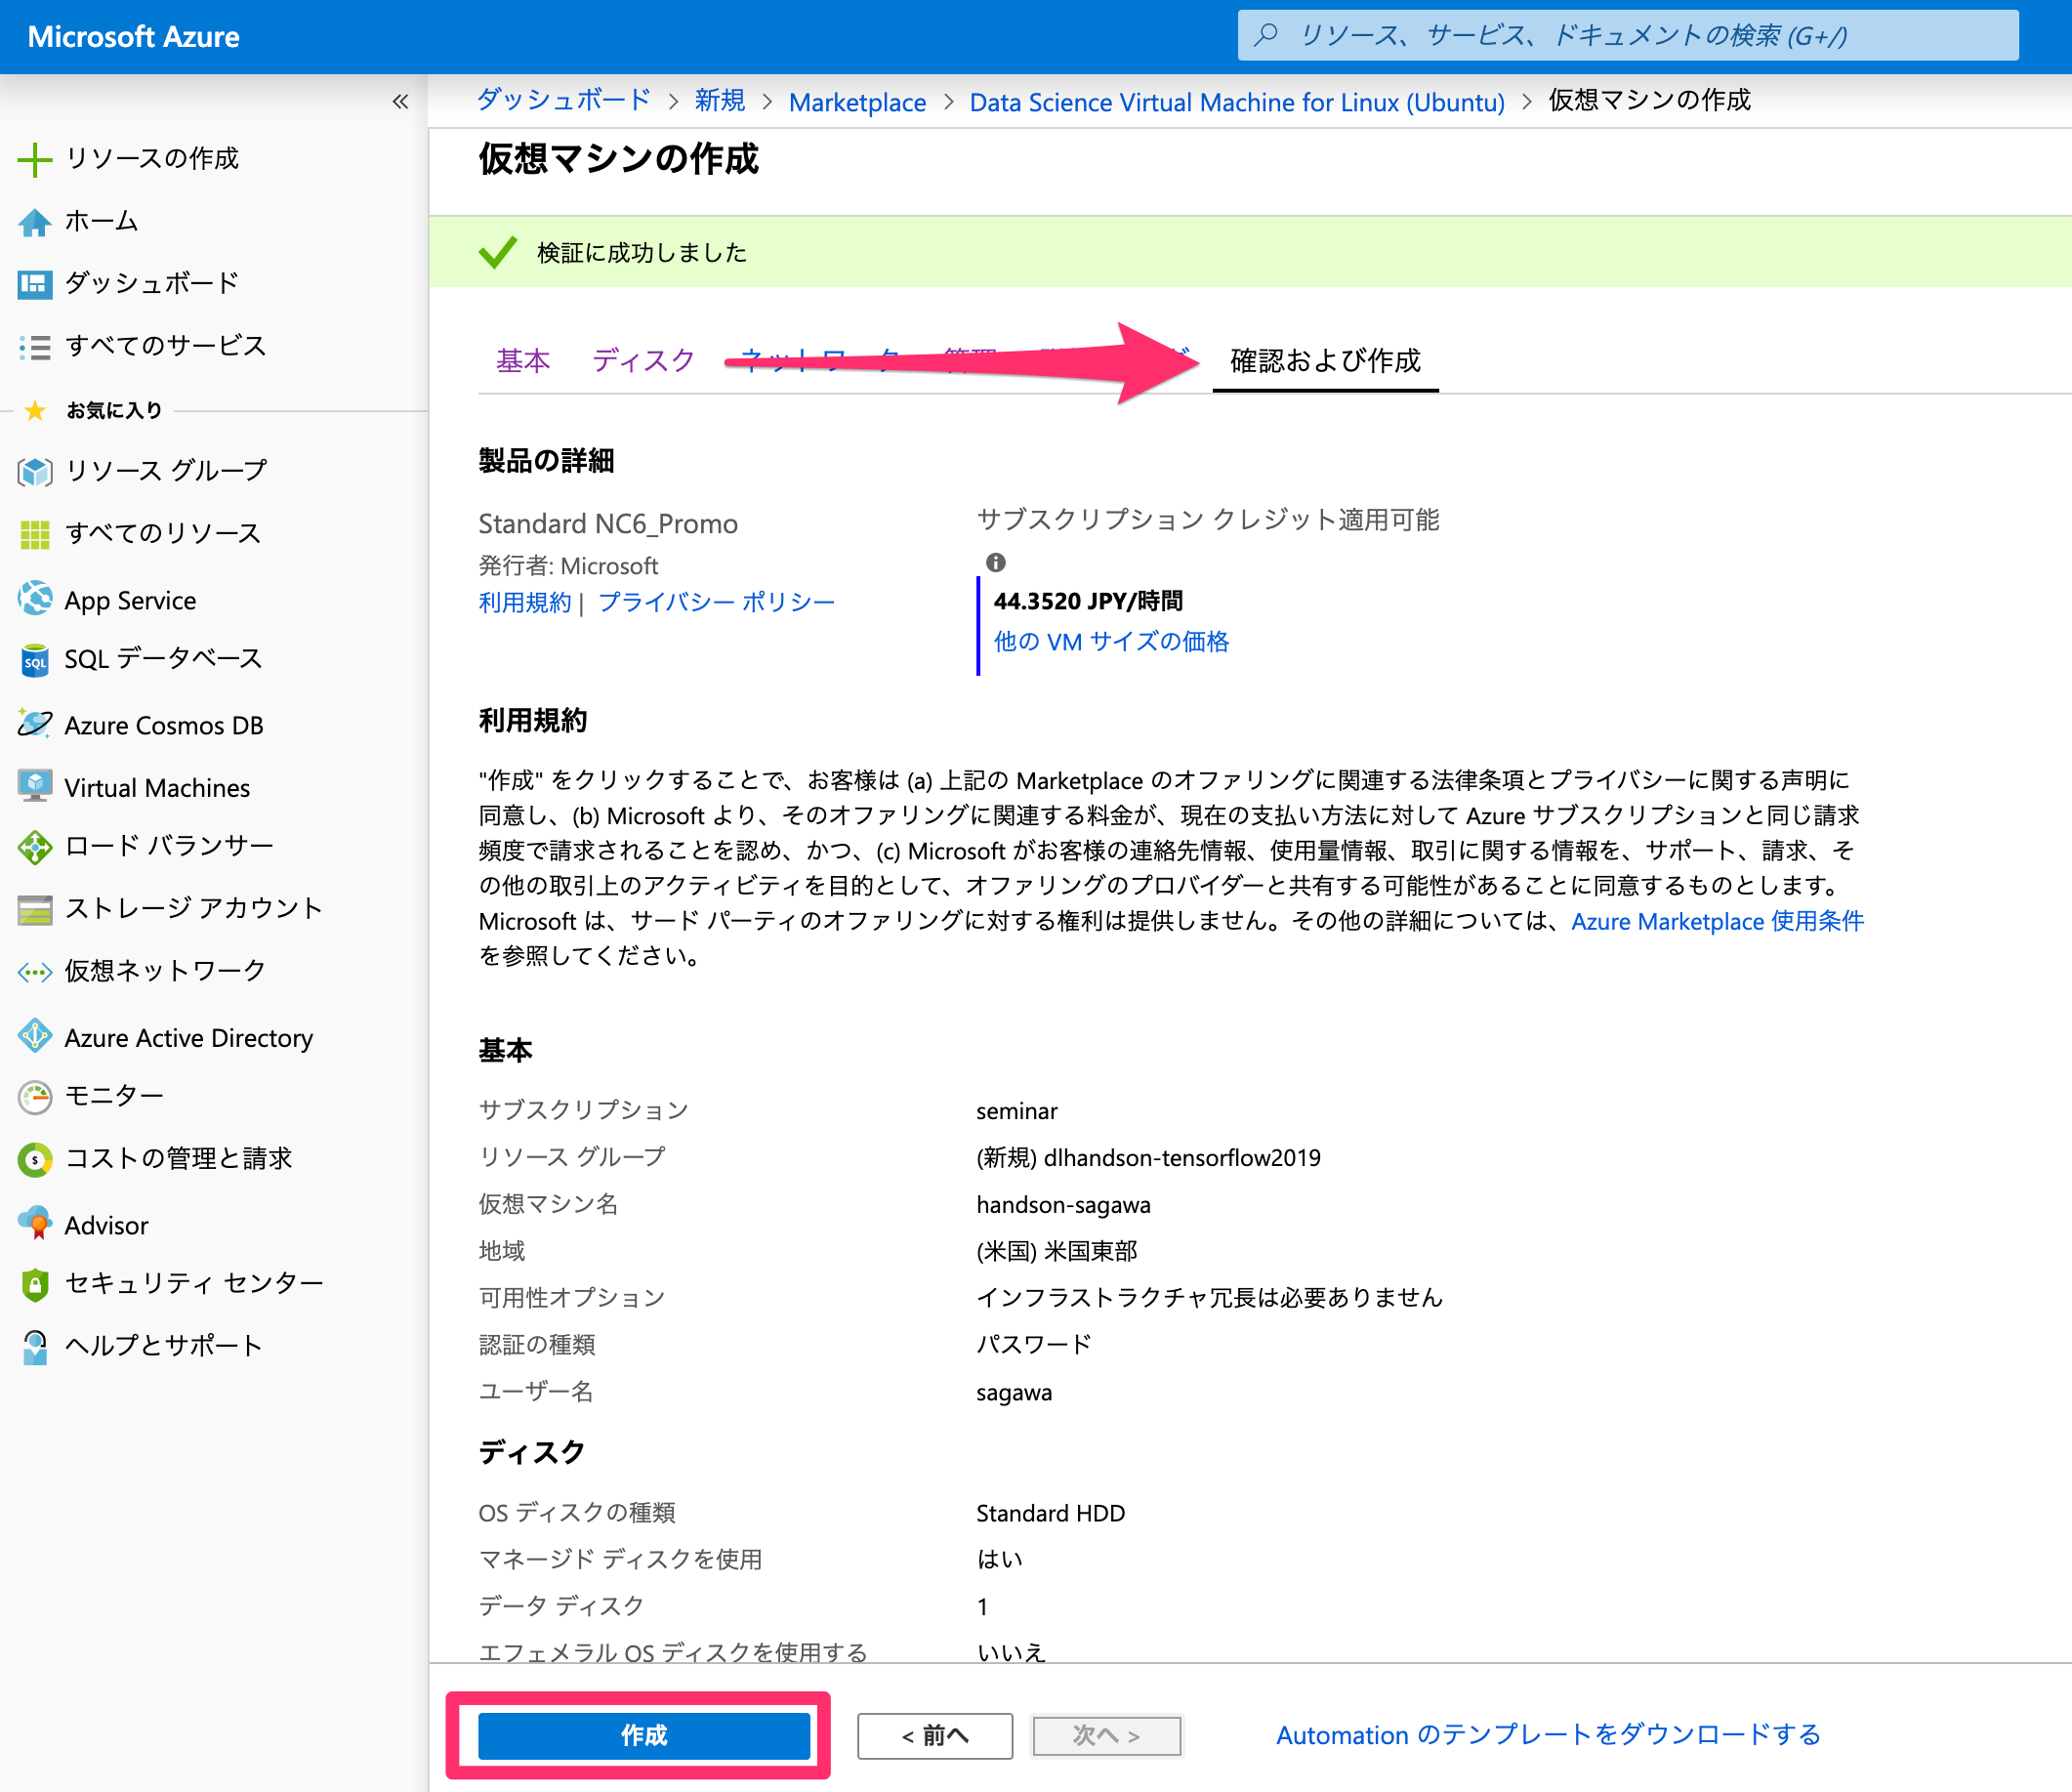 Microsoft Azure
リソース、サービス、ドキュメントの検索 (G+/)
«
ダッシュボード > 新規 > Marketplace > Data Science Virtual Machine for Linux (Ubuntu) > 仮想マシンの作成
リソースの作成
ホーム
ダッシュボード
すべてのサービス
お気に入り
リソース グループ
すべてのリソース
App Service
SQL データベース
Azure Cosmos DB
Virtual Machines
ロード バランサー
ストレージ アカウント
仮想ネットワーク
Azure Active Directory
モニター
コストの管理と請求
Advisor
セキュリティ センター
ヘルプとサポート
仮想マシンの作成
検証に成功しました
基本 ディスク ネットワーク 管理 確認および作成
製品の詳細
Standard NC6_Promo
発行者: Microsoft
利用規約 | プライバシー ポリシー
サブスクリプション クレジット適用可能
44.3520 JPY/時間
他の VM サイズの価格
利用規約
"作成" をクリックすることで、お客様は (a) 上記の Marketplace のオファリングに関連する法律条項とプライバシーに関する声明に
同意し、(b) Microsoft より、そのオファリングに関連する料金が、現在の支払い方法に対して Azure サブスクリプションと同じ請求
頻度で請求されることを認め、かつ、(c) Microsoft がお客様の連絡先情報、使用量情報、取引に関する情報を、サポート、請求、そ
の他の取引上のアクティビティを目的として、オファリングのプロバイダーと共有する可能性があることに同意するものとします。
Microsoft は、サード パーティのオファリングに対する権利は提供しません。その他の詳細については、Azure Marketplace 使用条件
を参照してください。
基本
サブスクリプション seminar
リソース グループ (新規) dlhandson-tensorflow2019
仮想マシン名 handson-sagawa
地域 (米国) 米国東部
可用性オプション インフラストラクチャ冗長は必要ありません
認証の種類 パスワード
ユーザー名 sagawa
ディスク
OS ディスクの種類 Standard HDD
マネージド ディスクを使用 はい
データ ディスク 1
エフェメラル OS ディスクを使用する いいえ
作成 < 前へ 次へ > Automation のテンプレートをダウンロードする